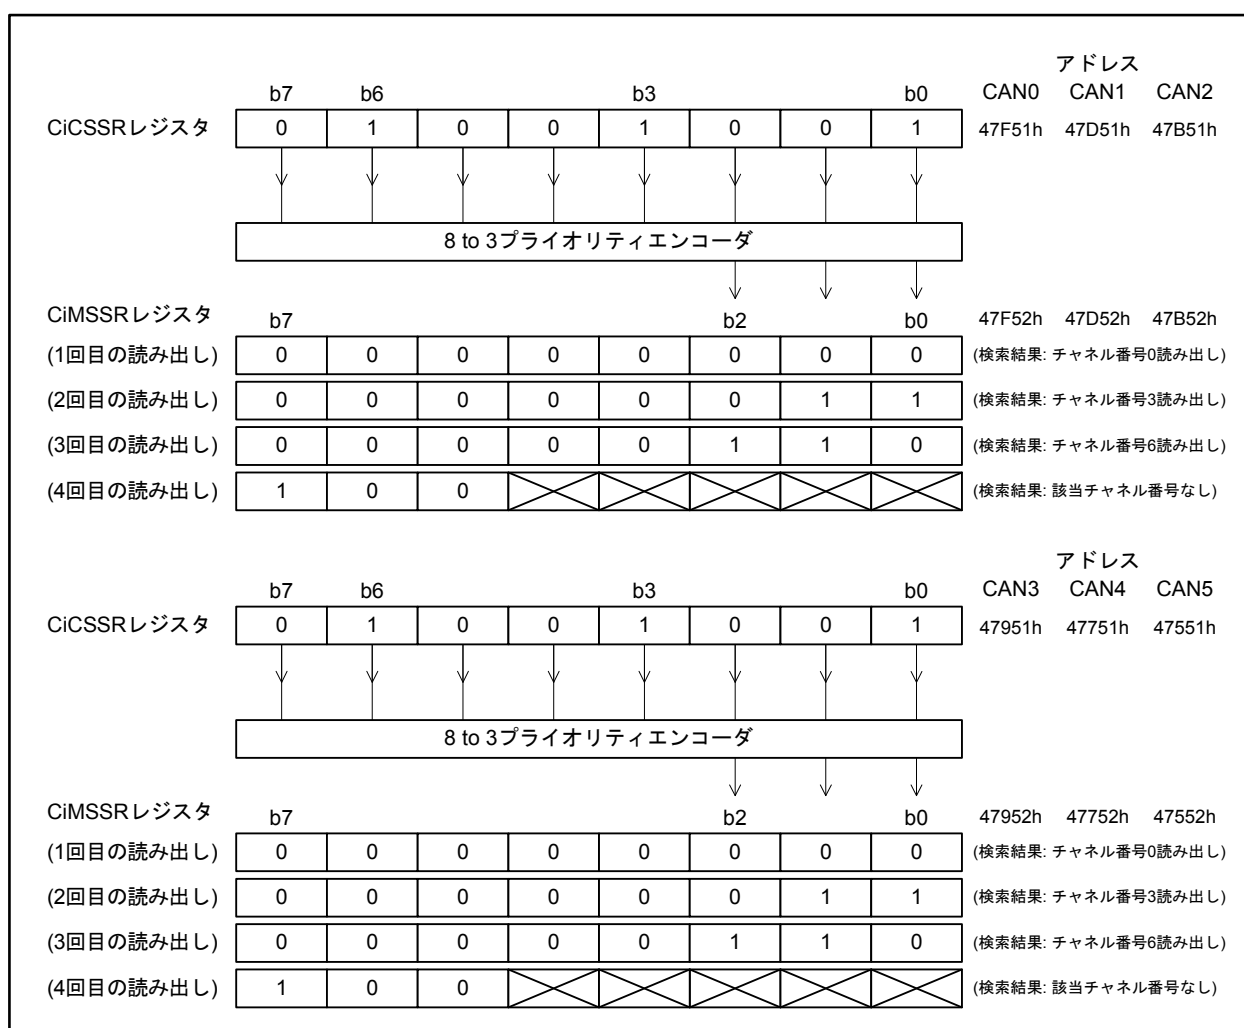 アドレス
b7 b6 b3 b0 CAN0 CAN1 CAN2
CiCSSRレジスタ 0 1 0 0 1 0 0 1 47F51h 47D51h 47B51h
8 to 3プライオリティエンコーダ
CiMSSRレジスタ b7 b2 b0 47F52h 47D52h 47B52h
(1回目の読み出し) 0 0 0 0 0 0 0 0 (検索結果: チャネル番号0読み出し)
(2回目の読み出し) 0 0 0 0 0 0 1 1 (検索結果: チャネル番号3読み出し)
(3回目の読み出し) 0 0 0 0 0 1 1 0 (検索結果: チャネル番号6読み出し)
(4回目の読み出し) 1 0 0 (検索結果: 該当チャネル番号なし)
アドレス
b7 b6 b3 b0 CAN3 CAN4 CAN5
CiCSSRレジスタ 0 1 0 0 1 0 0 1 47951h 47751h 47551h
8 to 3プライオリティエンコーダ
CiMSSRレジスタ b7 b2 b0 47952h 47752h 47552h
(1回目の読み出し) 0 0 0 0 0 0 0 0 (検索結果: チャネル番号0読み出し)
(2回目の読み出し) 0 0 0 0 0 0 1 1 (検索結果: チャネル番号3読み出し)
(3回目の読み出し) 0 0 0 0 0 1 1 0 (検索結果: チャネル番号6読み出し)
(4回目の読み出し) 1 0 0 (検索結果: 該当チャネル番号なし)